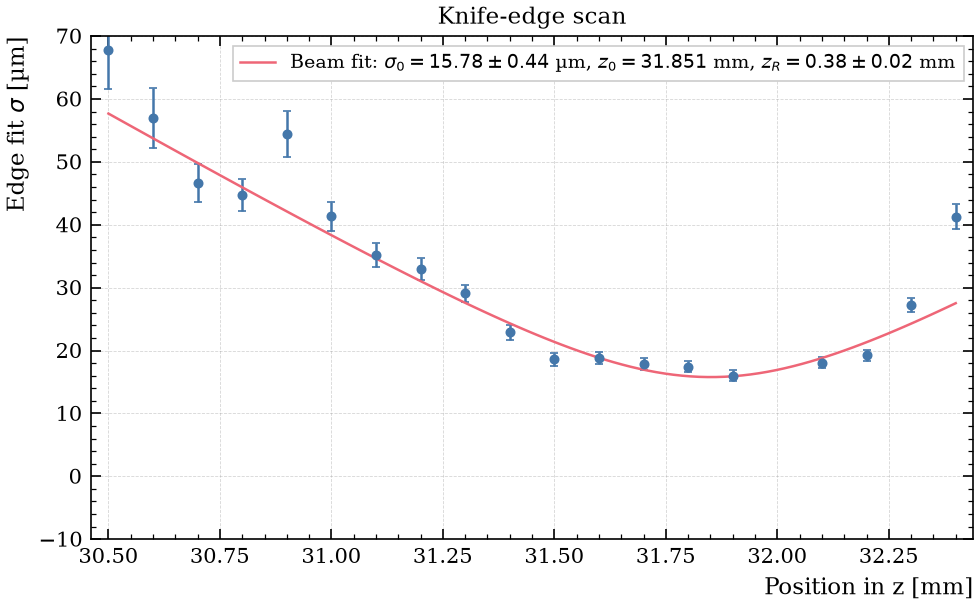 Knife-edge scan
Beam fit: σ₀ = 15.78 ± 0.44 µm, z₀ = 31.851 mm, z_R = 0.38 ± 0.02 mm
Edge fit σ [µm]
70
60
50
40
30
20
10
0
−10
30.50 30.75 31.00 31.25 31.50 31.75 32.00 32.25
Position in z [mm]